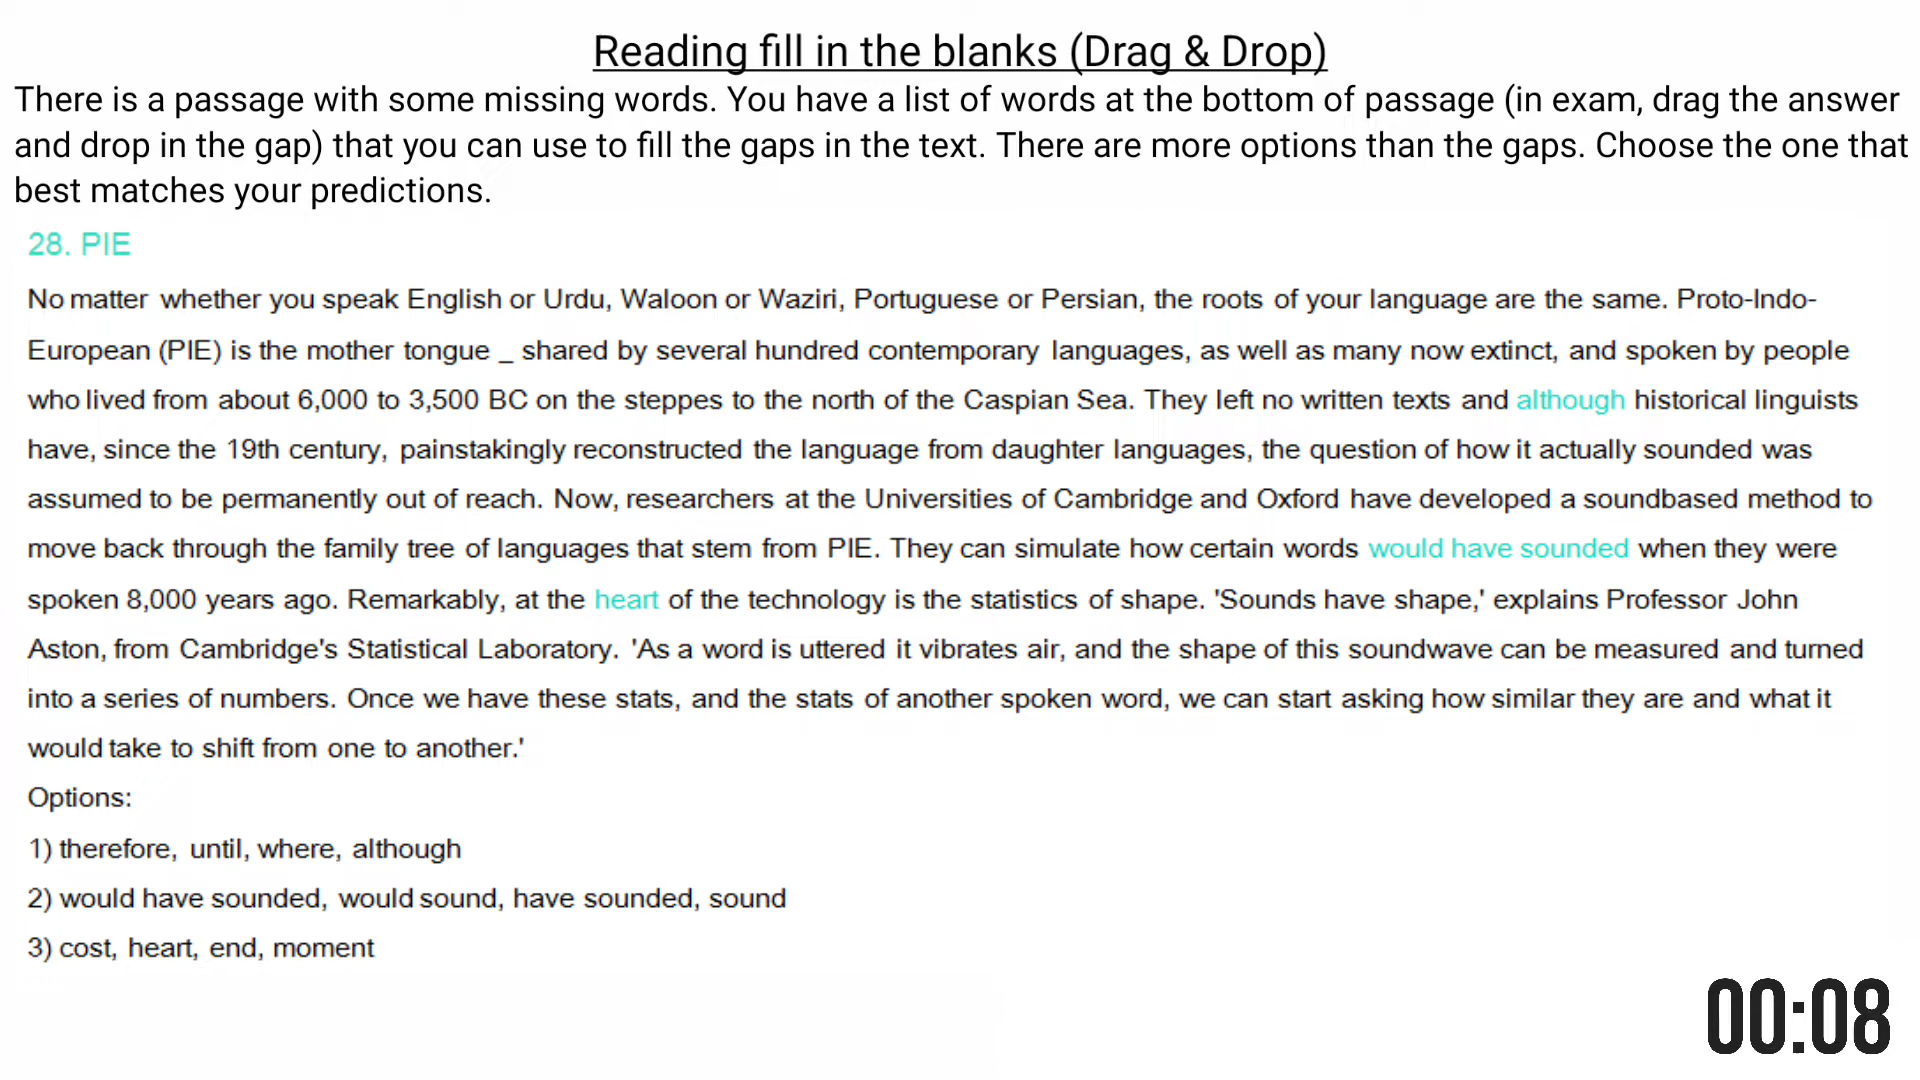 Reading fill in the blanks (Drag & Drop)
There is a passage with some missing words. You have a list of words at the bottom of passage (in exam, drag the answer
and drop in the gap) that you can use to fill the gaps in the text. There are more options than the gaps. Choose the one that
best matches your predictions.
28. PIE
No matter whether you speak English or Urdu, Waloon or Waziri, Portuguese or Persian, the roots of your language are the same. Proto-Indo-
European (PIE) is the mother tongue _ shared by several hundred contemporary languages, as well as many now extinct, and spoken by people
who lived from about 6,000 to 3,500 BC on the steppes to the north of the Caspian Sea. They left no written texts and although historical linguists
have, since the 19th century, painstakingly reconstructed the language from daughter languages, the question of how it actually sounded was
assumed to be permanently out of reach. Now, researchers at the Universities of Cambridge and Oxford have developed a soundbased method to
move back through the family tree of languages that stem from PIE. They can simulate how certain words would have sounded when they were
spoken 8,000 years ago. Remarkably, at the heart of the technology is the statistics of shape. 'Sounds have shape,' explains Professor John
Aston, from Cambridge's Statistical Laboratory. 'As a word is uttered it vibrates air, and the shape of this soundwave can be measured and turned
into a series of numbers. Once we have these stats, and the stats of another spoken word, we can start asking how similar they are and what it
would take to shift from one to another.'
Options:
1) therefore, until, where, although
2) would have sounded, would sound, have sounded, sound
3) cost, heart, end, moment
00:08